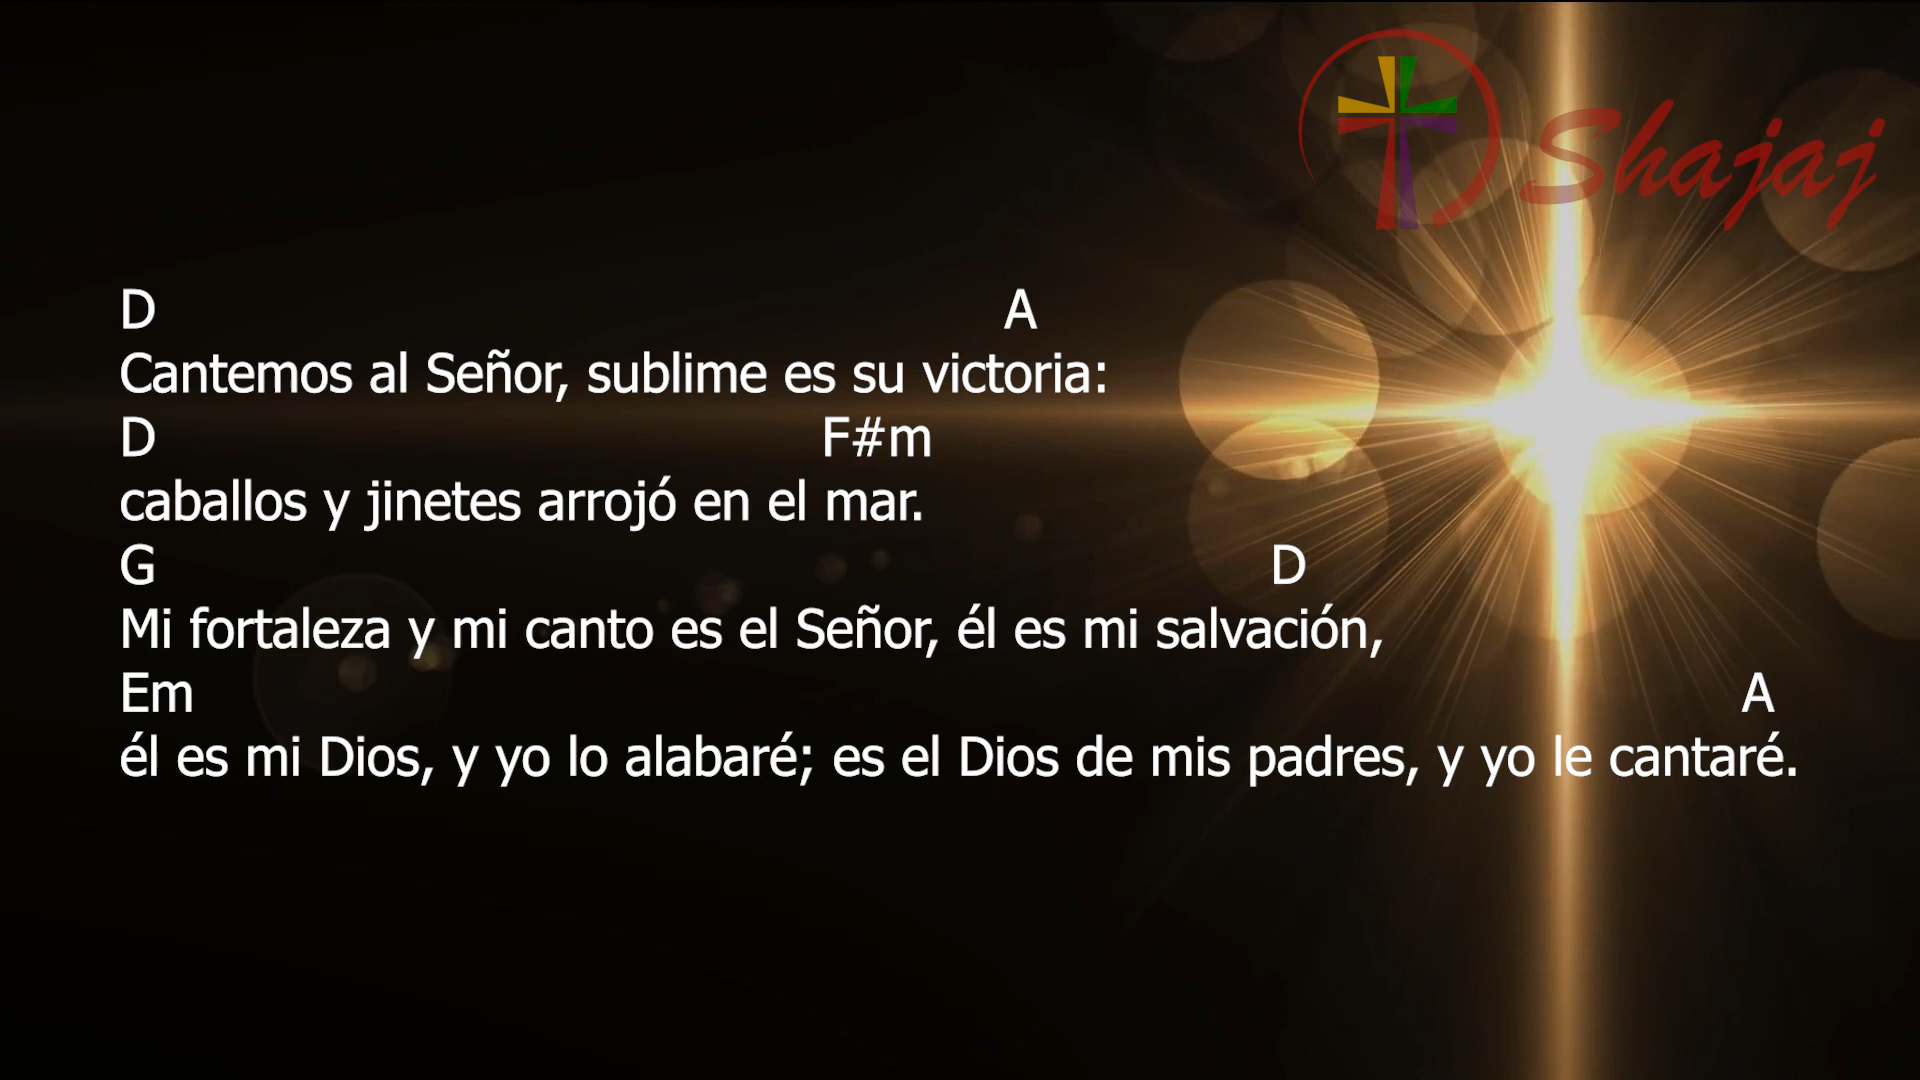 Shajaj
D A
Cantemos al Señor, sublime es su victoria:
D F#m
caballos y jinetes arrojó en el mar.
G D
Mi fortaleza y mi canto es el Señor, él es mi salvación,
Em A
él es mi Dios, y yo lo alabaré; es el Dios de mis padres, y yo le cantaré.